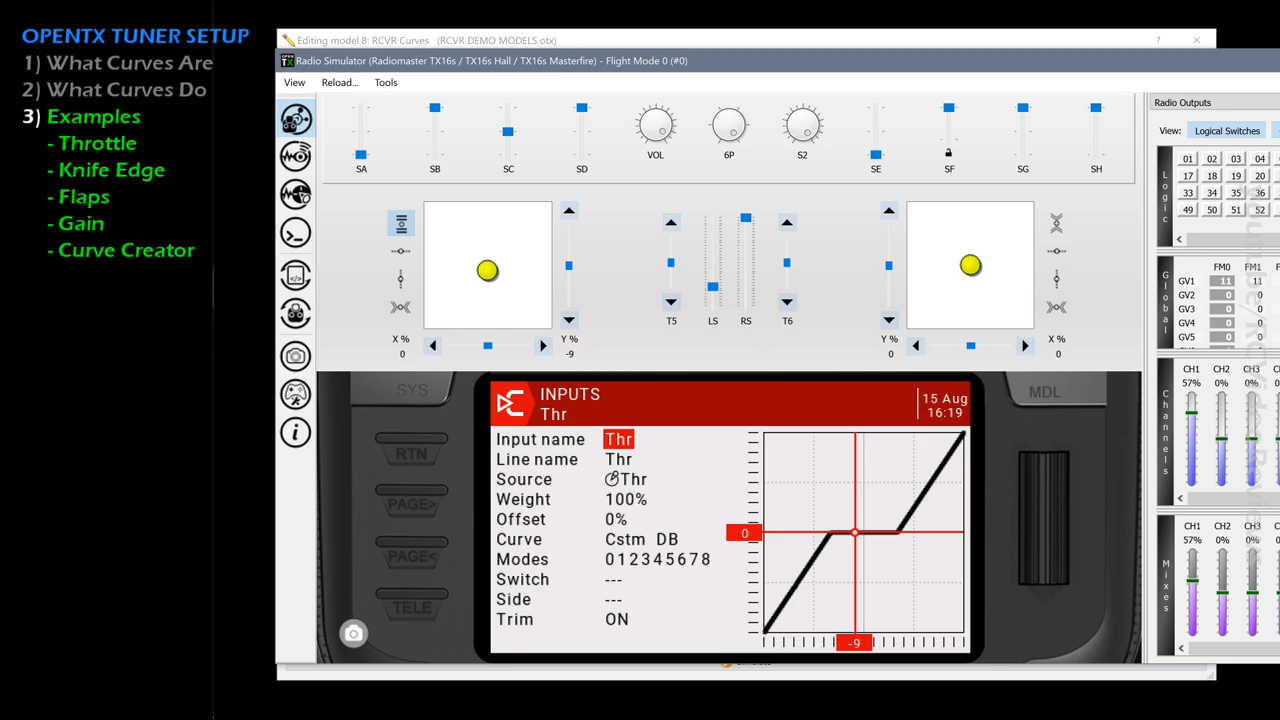 OPENTX TUNER SETUP
1) What Curves Are
2) What Curves Do
3) Examples
- Throttle
- Knife Edge
- Flaps
- Gain
- Curve Creator
Editing model 8: RCVR Curves (RCVR DEMO MODELS.otx)
Radio Simulator (Radiomaster TX16s / TX16s Hall / TX16s Masterfire) - Flight Mode 0 (#0)
View Reload... Tools
SA SB SC SD VOL 6P S2 SE SF SG SH
T5 LS RS T6
X % Y % Y % X %
0 -9 0 0
SYS MDL
RTN
PAGE>
PAGE<
TELE
INPUTS
Thr
15 Aug
16:19
Input name Thr
Line name Thr
Source Thr
Weight 100%
Offset 0%
Curve Cstm DB
Modes 012345678
Switch ---
Side ---
Trim ON
0
-9
Radio Outputs
View: Logical Switches
Logic
01 02 03 04
17 18 19 20
33 34 35 36
49 50 51 52
Global
FM0 FM1
GV1 11 11
GV2 0 0
GV3 0 0
GV4 0 0
GV5 0 0
Channels
CH1 CH2 CH3
57% 0% 0%
Mixes
CH1 CH2 CH3
57% 0% 0%